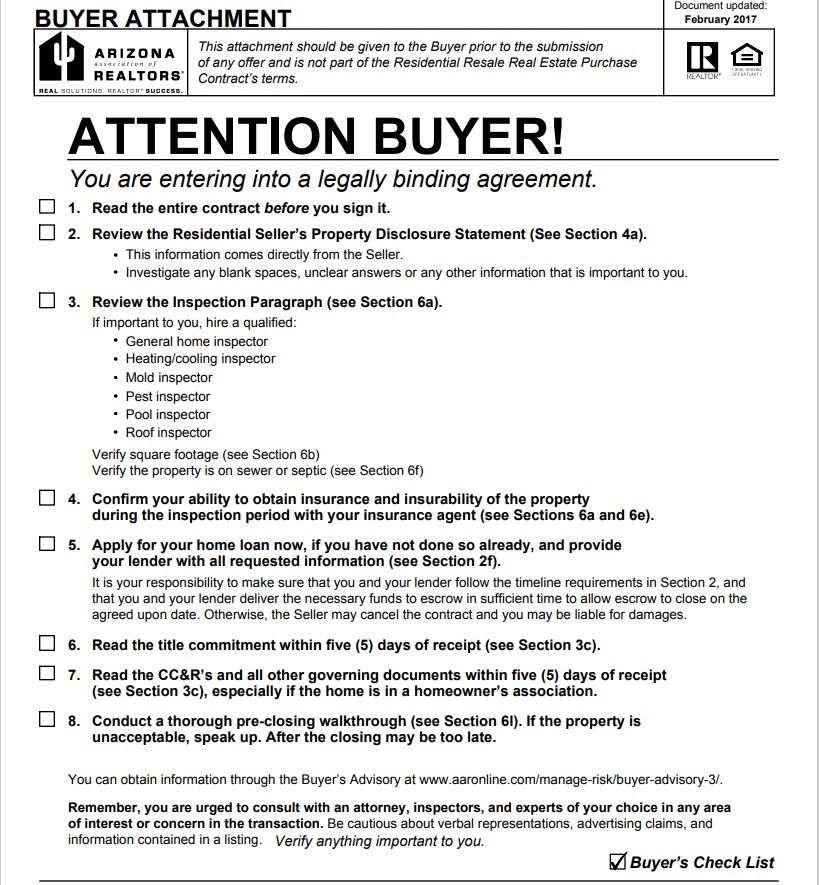 BUYER ATTACHMENT
Document updated:
February 2017
ARIZONA
association of
REALTORS®
REAL SOLUTIONS. REALTOR® SUCCESS.
This attachment should be given to the Buyer prior to the submission
of any offer and is not part of the Residential Resale Real Estate Purchase
Contract's terms.
REALTOR®
EQUAL HOUSING
OPPORTUNITY
ATTENTION BUYER!
You are entering into a legally binding agreement.
1. Read the entire contract before you sign it.
2. Review the Residential Seller's Property Disclosure Statement (See Section 4a).
• This information comes directly from the Seller.
• Investigate any blank spaces, unclear answers or any other information that is important to you.
3. Review the Inspection Paragraph (see Section 6a).
If important to you, hire a qualified:
• General home inspector
• Heating/cooling inspector
• Mold inspector
• Pest inspector
• Pool inspector
• Roof inspector
Verify square footage (see Section 6b)
Verify the property is on sewer or septic (see Section 6f)
4. Confirm your ability to obtain insurance and insurability of the property
during the inspection period with your insurance agent (see Sections 6a and 6e).
5. Apply for your home loan now, if you have not done so already, and provide
your lender with all requested information (see Section 2f).
It is your responsibility to make sure that you and your lender follow the timeline requirements in Section 2, and
that you and your lender deliver the necessary funds to escrow in sufficient time to allow escrow to close on the
agreed upon date. Otherwise, the Seller may cancel the contract and you may be liable for damages.
6. Read the title commitment within five (5) days of receipt (see Section 3c).
7. Read the CC&R's and all other governing documents within five (5) days of receipt
(see Section 3c), especially if the home is in a homeowner's association.
8. Conduct a thorough pre-closing walkthrough (see Section 6l). If the property is
unacceptable, speak up. After the closing may be too late.
You can obtain information through the Buyer's Advisory at www.aaronline.com/manage-risk/buyer-advisory-3/.
Remember, you are urged to consult with an attorney, inspectors, and experts of your choice in any area
of interest or concern in the transaction. Be cautious about verbal representations, advertising claims, and
information contained in a listing. Verify anything important to you.
Buyer's Check List